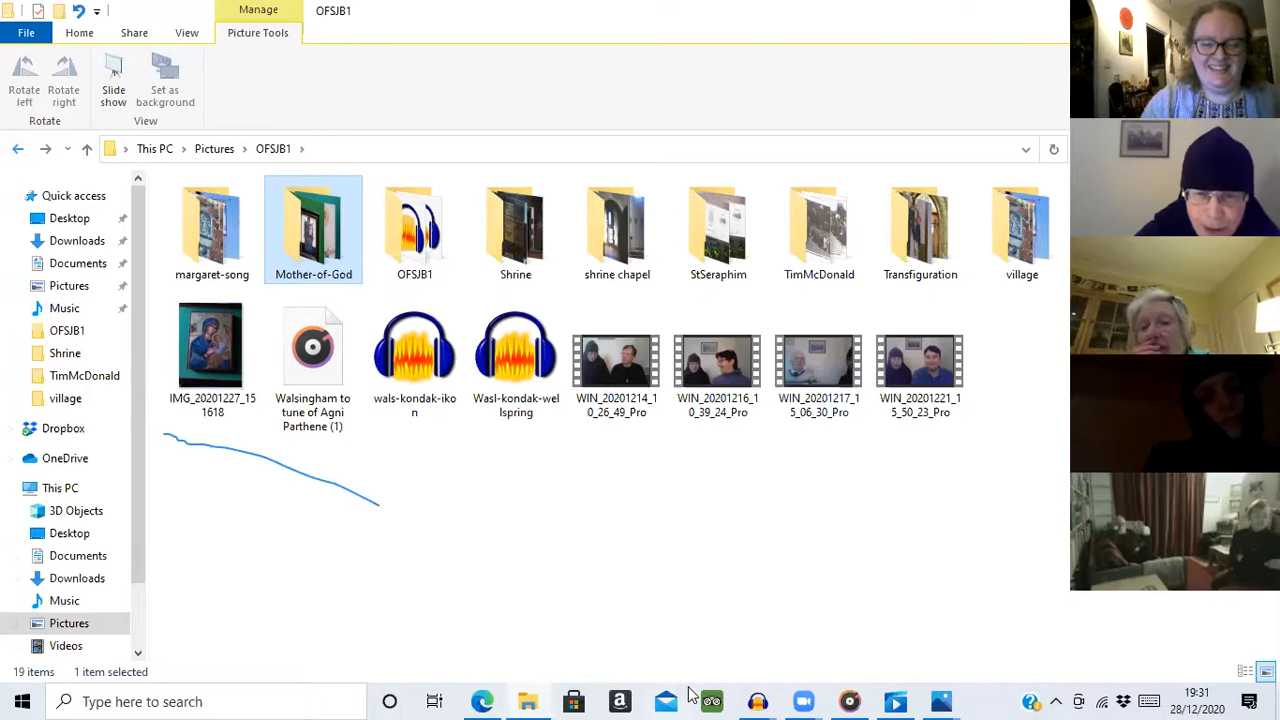 Manage
OFSJB1
File
Home
Share
View
Picture Tools
Rotate left
Rotate right
Slide show
Set as background
Rotate
View
This PC
Pictures
OFSJB1
Quick access
Desktop
Downloads
Documents
Pictures
Music
OFSJB1
Shrine
TimMcDonald
village
Dropbox
OneDrive
This PC
3D Objects
Desktop
Documents
Downloads
Music
Pictures
Videos
margaret-song
Mother-of-God
OFSJB1
Shrine
shrine chapel
StSeraphim
TimMcDonald
Transfiguration
village
IMG_20201227_15
1618
Walsingham to
tune of Agni
Parthene (1)
wals-kondak-iko
n
Wasl-kondak-wel
lspring
WIN_20201214_1
0_26_49_Pro
WIN_20201216_1
0_39_24_Pro
WIN_20201217_1
5_06_30_Pro
WIN_20201221_1
5_50_23_Pro
19 items
1 item selected
Type here to search
19:31
28/12/2020